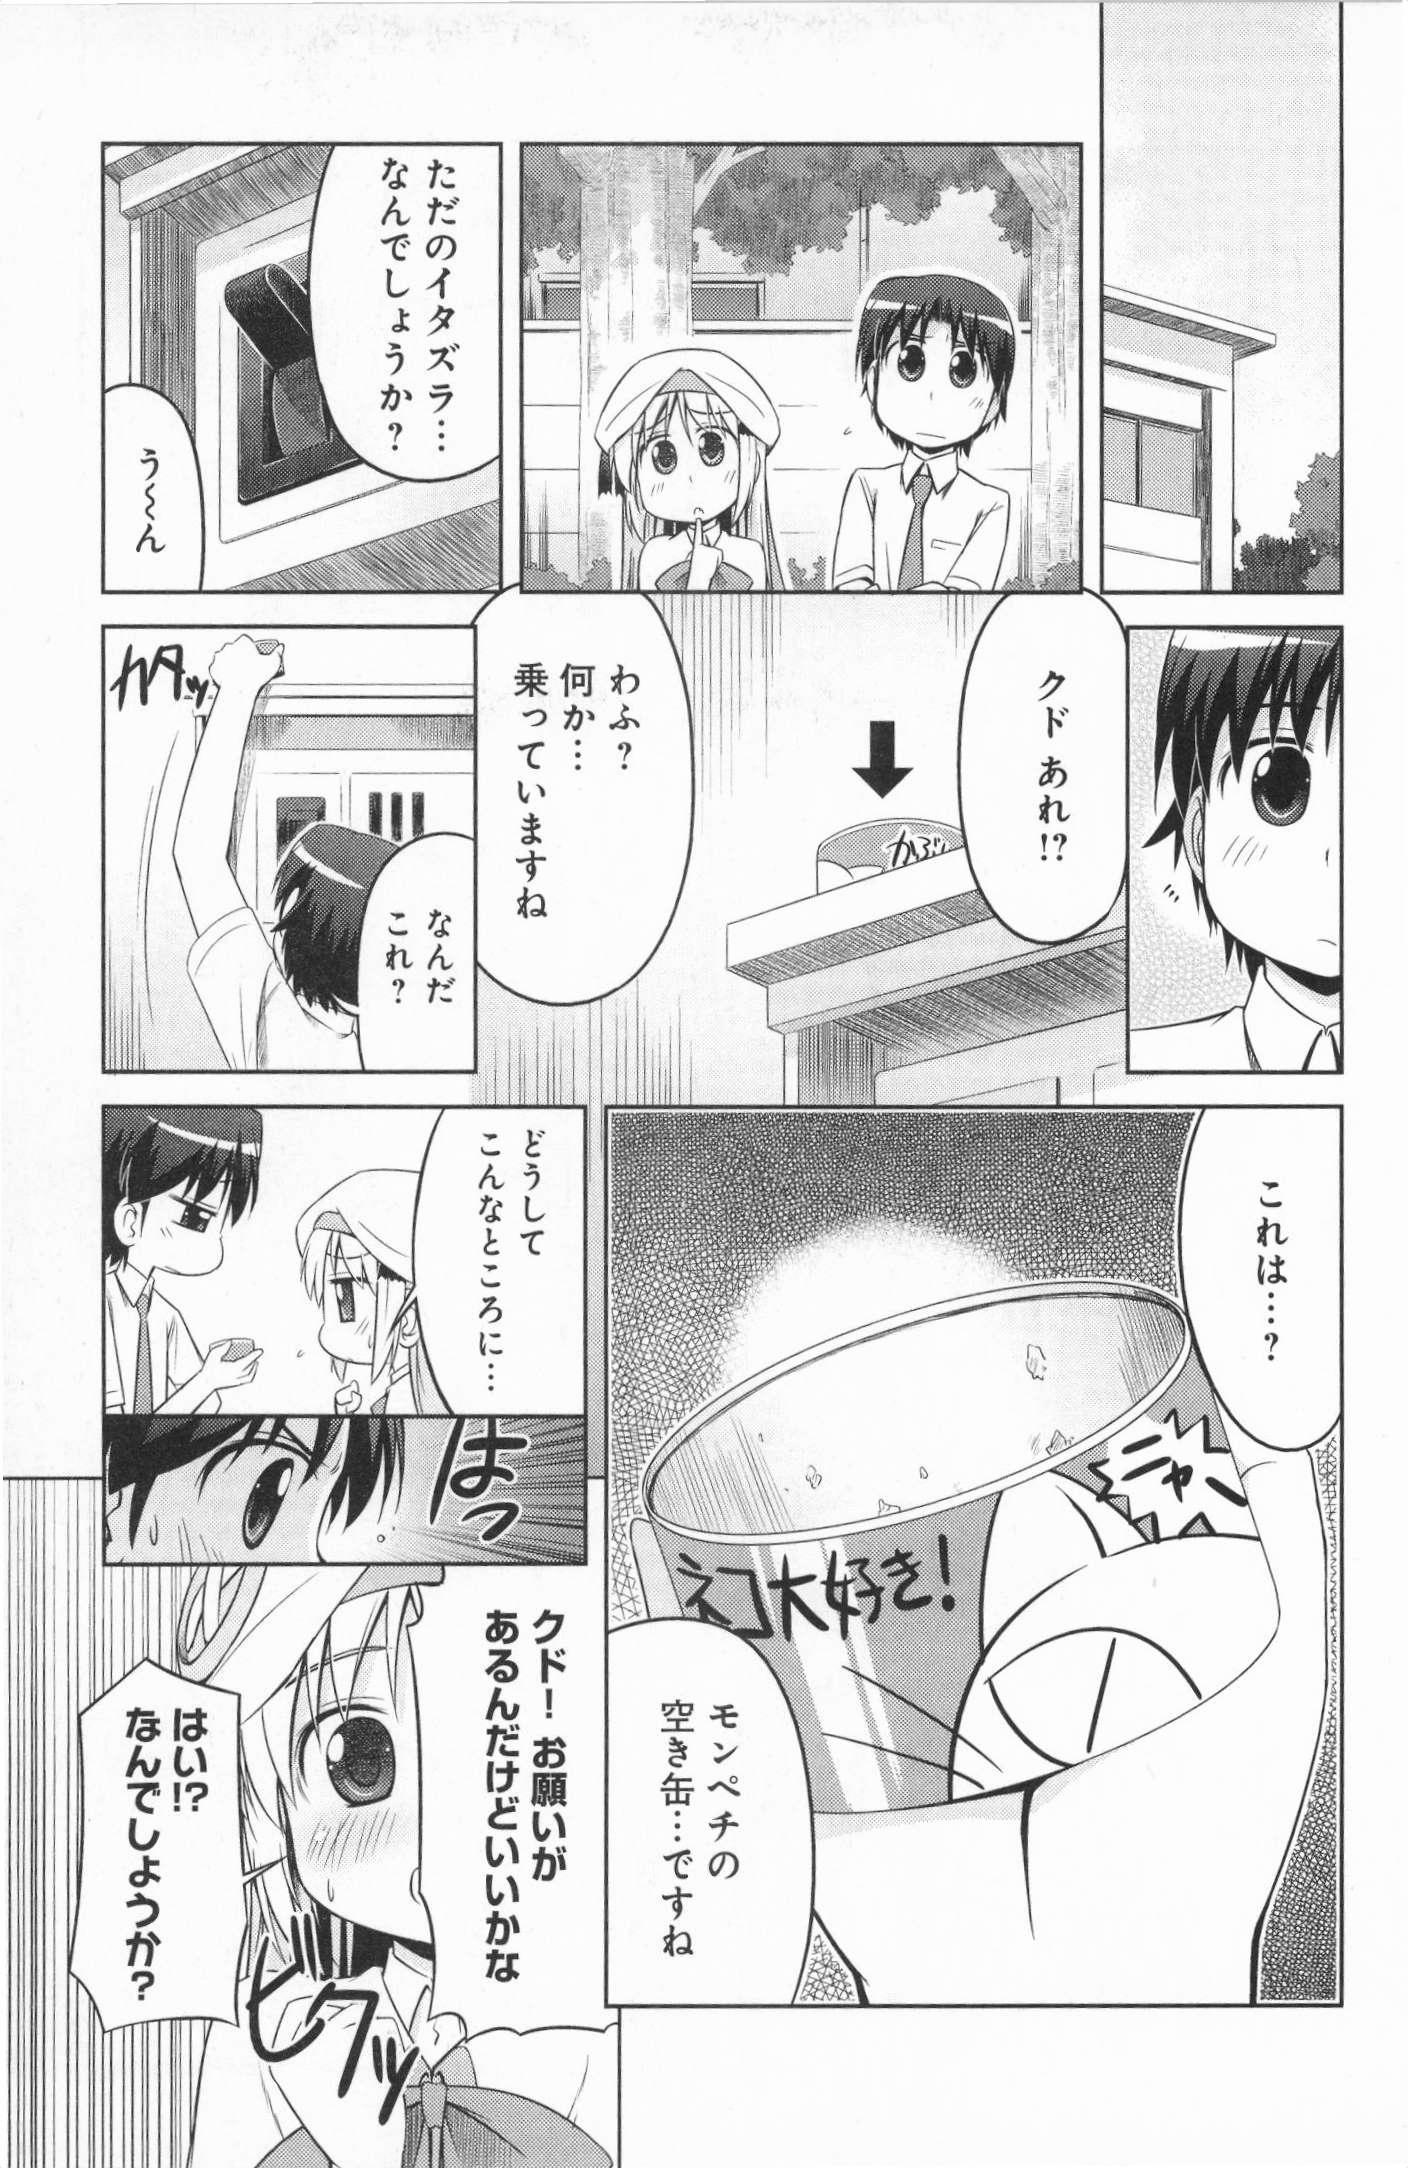 ただのイタズラ…
なんでしょうか?
う〜ん
クド あれ!?
かぶ
わふ?
何か…
乗っていますね
カタッ
なんだ
これ?
これは…?
ニャー
ネコ大好き!
モンペチの
空き缶…ですね
どうして
こんなところに…
はっ
クド! お願いが
あるんだけどいいかな
はい!?
なんでしょうか?
ビクッ